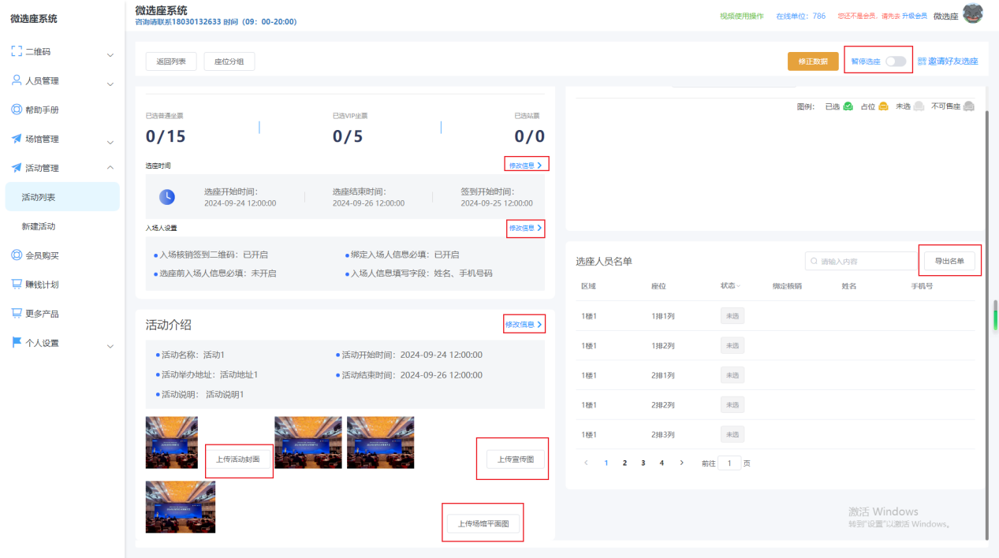 微选座系统
微选座系统
咨询请联系18030132633 时间（09：00-20:00）
视频使用操作 在线单位：786 您还不是会员，请先去 升级会员 微选座
二维码
人员管理
帮助手册
场馆管理
活动管理
活动列表
新建活动
会员购买
赚钱计划
更多产品
个人设置
返回列表 座位分组
修正数据 暂停选座 邀请好友选座
已选普通坐票 已选VIP坐票 已选站票
0/15 0/5 0/0
选座时间 修改信息
选座开始时间： 选座结束时间： 签到开始时间：
2024-09-24 12:00:00 2024-09-26 12:00:00 2024-09-25 12:00:00
入场人设置 修改信息
入场核销签到二维码：已开启 绑定入场人信息必填：已开启
选座前入场人信息必填：未开启 入场人信息填写字段：姓名、手机号码
活动介绍 修改信息
活动名称：活动1 活动开始时间：2024-09-24 12:00:00
活动举办地址：活动地址1 活动结束时间：2024-09-26 12:00:00
活动说明： 活动说明1
上传活动封面 上传宣传图
上传场馆平面图
图例： 已选 占位 未选 不可售座
选座人员名单 请输入内容 导出名单
区域 座位 状态 绑定核销 姓名 手机号
1楼1 1排1列 未选
1楼1 1排2列 未选
1楼1 2排1列 未选
1楼1 2排2列 未选
1楼1 2排3列 未选
1 2 3 4 前往 1 页
激活 Windows
转到"设置"以激活 Windows。